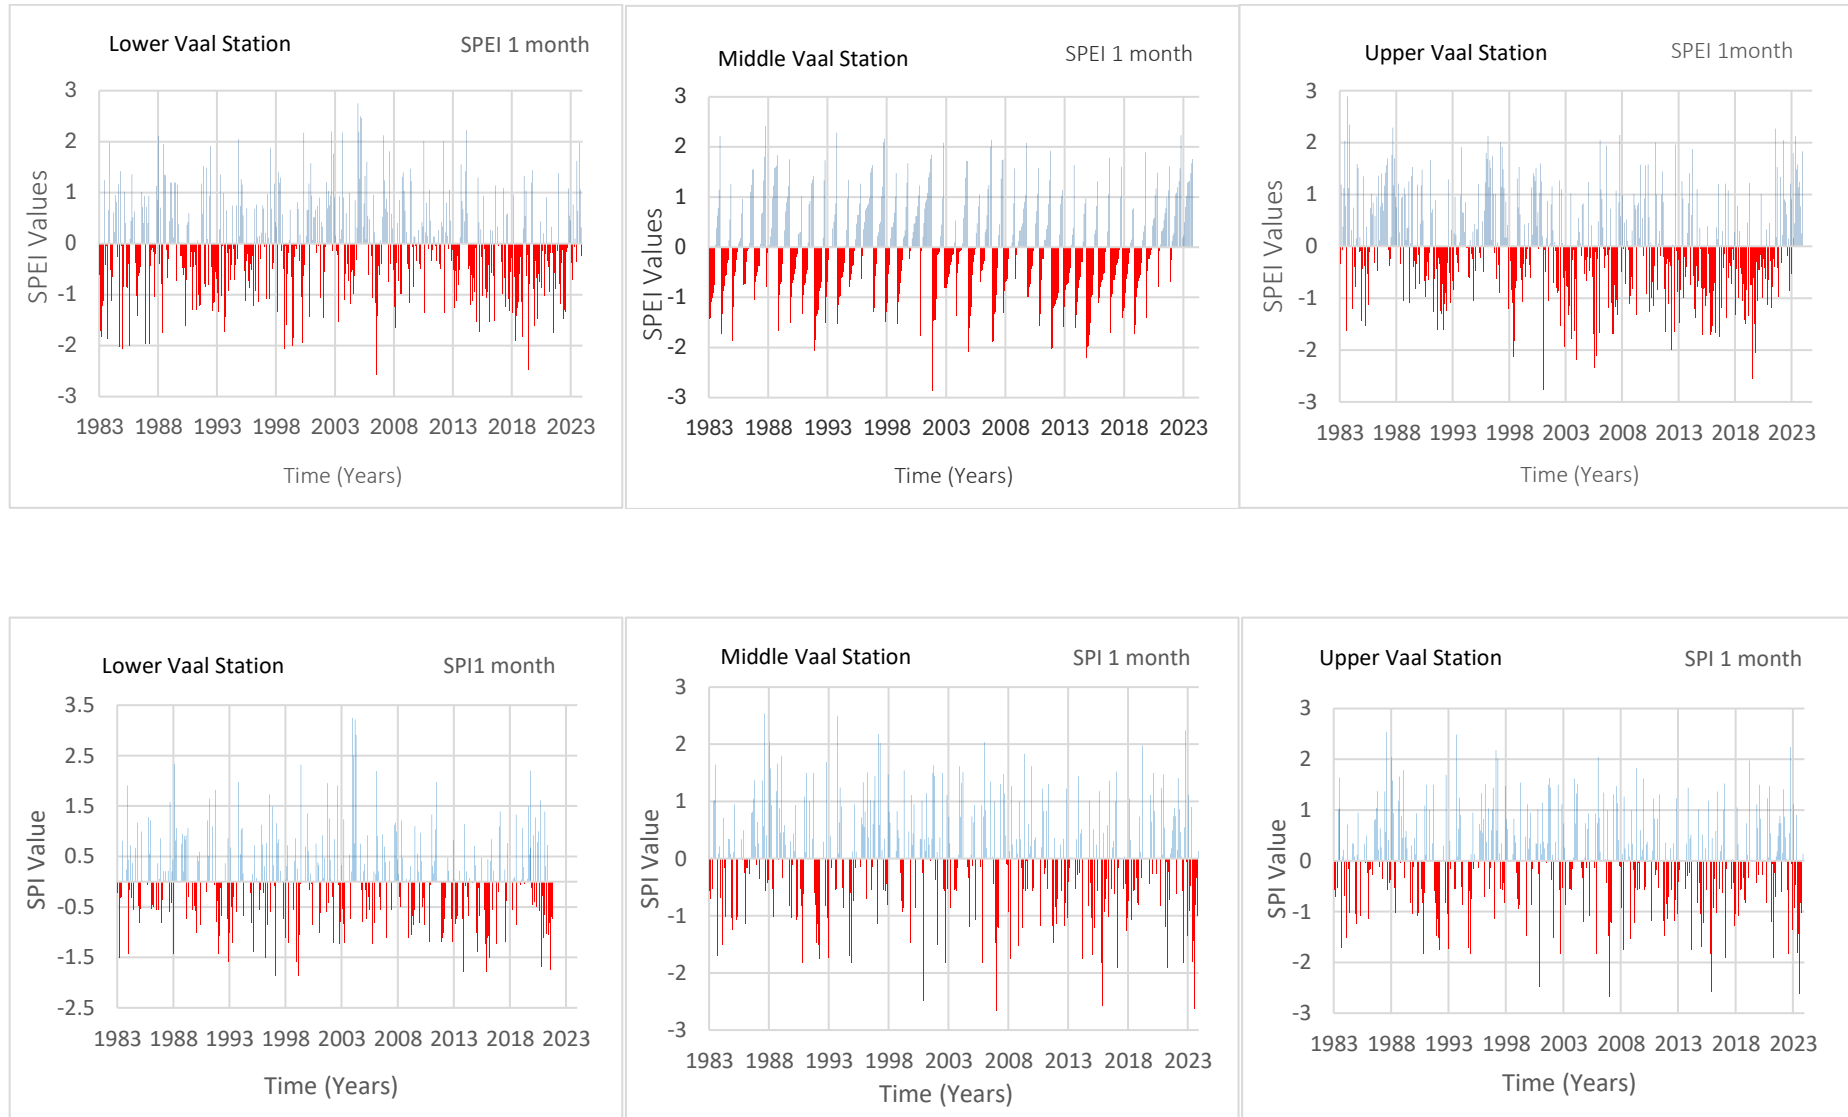 Lower Vaal Station SPEI 1 month
3
2
1
0
-1
-2
-3
SPEI Values
1983 1988 1993 1998 2003 2008 2013 2018 2023
Time (Years)
Middle Vaal Station SPEI 1 month
3
2
1
0
-1
-2
-3
SPEI Values
1983 1988 1993 1998 2003 2008 2013 2018 2023
Time (Years)
Upper Vaal Station SPEI 1month
3
2
1
0
-1
-2
-3
SPEI Values
1983 1988 1993 1998 2003 2008 2013 2018 2023
Time (Years)
Lower Vaal Station SPI1 month
3.5
2.5
1.5
0.5
-0.5
-1.5
-2.5
SPI Value
1983 1988 1993 1998 2003 2008 2013 2018 2023
Time (Years)
Middle Vaal Station SPI 1 month
3
2
1
0
-1
-2
-3
SPI Value
1983 1988 1993 1998 2003 2008 2013 2018 2023
Time (Years)
Upper Vaal Station SPI 1 month
3
2
1
0
-1
-2
-3
SPI Value
1983 1988 1993 1998 2003 2008 2013 2018 2023
Time (Years)